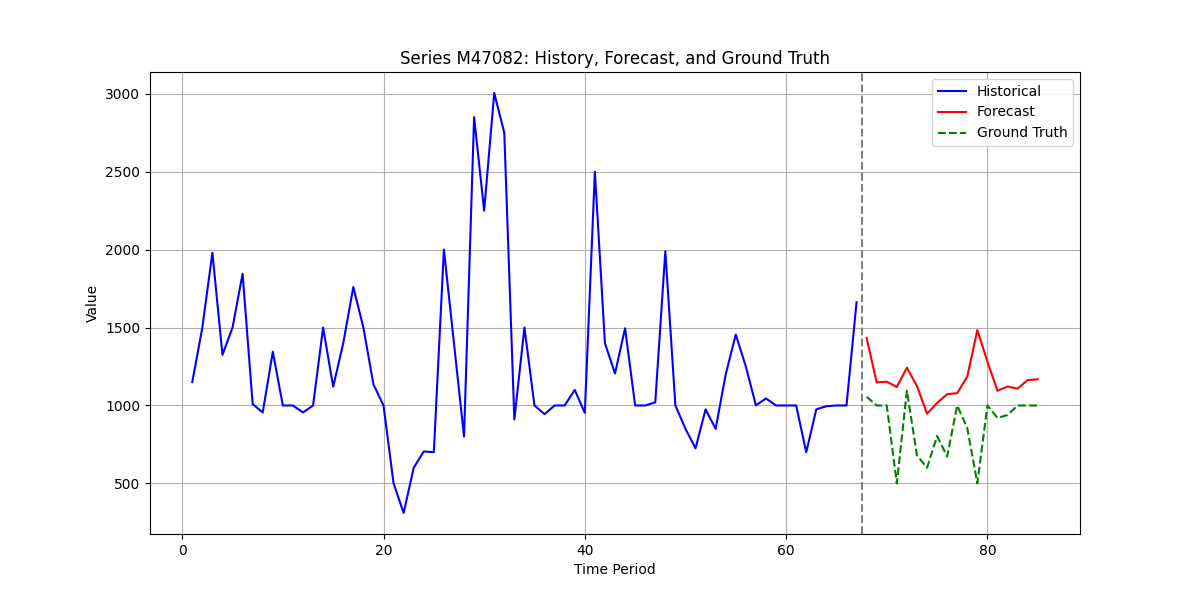 Series M47082: History, Forecast, and Ground Truth
Historical
Forecast
Ground Truth
Value
3000
2500
2000
1500
1000
500
0
20
40
60
80
Time Period